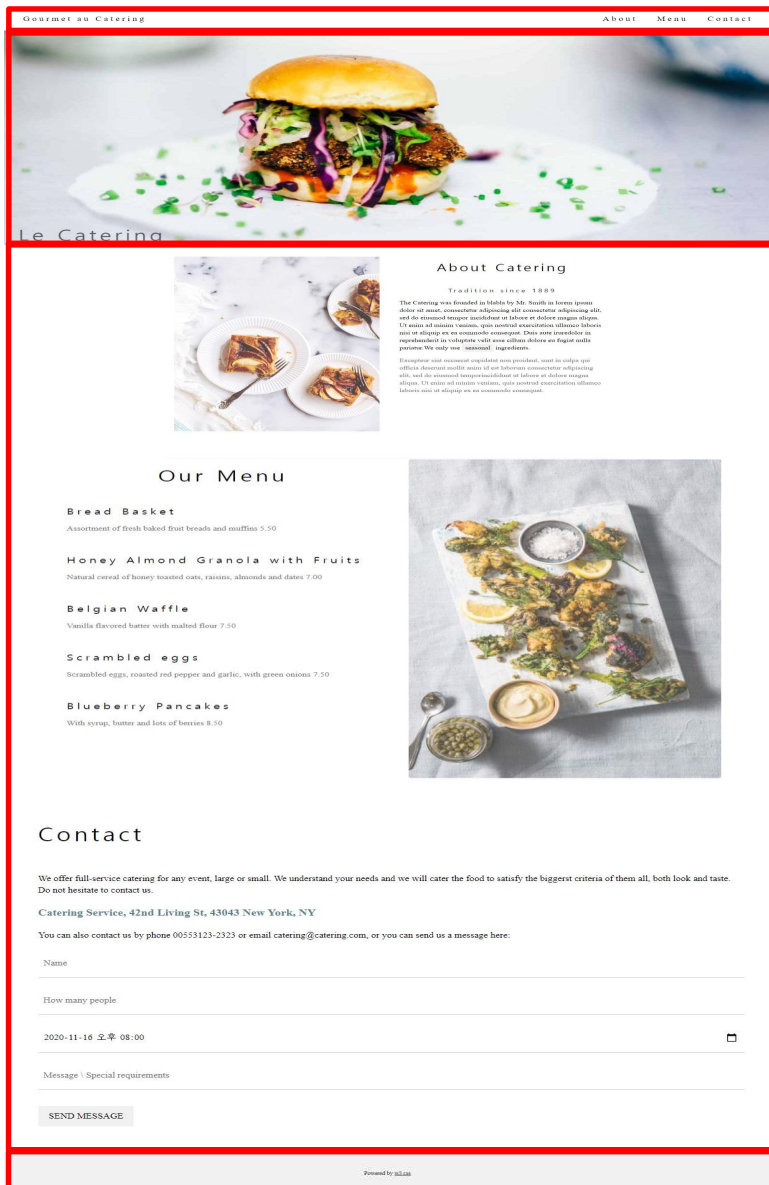 Gourmet au Catering About Menu Contact
Le Catering
About Catering
Tradition since 1889
The Catering was founded in blabla by Mr. Smith in lorem ipsum
dolor sit amet, consectetur adipiscing elit consectetur adipiscing elit,
sed do eiusmod tempor incididunt ut labore et dolore magna aliqua.
Ut enim ad minim veniam, quis nostrud exercitation ullamco laboris
nisi ut aliquip ex ea commodo consequat. Duis aute iruredolor in
reprehenderit in voluptate velit esse cillum dolore eu fugiat nulla
pariatur.We only use seasonal ingredients.
Excepteur sint occaecat cupidatat non proident, sunt in culpa qui
officia deserunt mollit anim id est laborum consectetur adipiscing
elit, sed do eiusmod temporincididunt ut labore et dolore magna
aliqua. Ut enim ad minim veniam, quis nostrud exercitation ullamco
laboris nisi ut aliquip ex ea commodo consequat.
Our Menu
Bread Basket
Assortment of fresh baked fruit breads and muffins 5.50
Honey Almond Granola with Fruits
Natural cereal of honey toasted oats, raisins, almonds and dates 7.00
Belgian Waffle
Vanilla flavored batter with malted flour 7.50
Scrambled eggs
Scrambled eggs, roasted red pepper and garlic, with green onions 7.50
Blueberry Pancakes
With syrup, butter and lots of berries 8.50
Contact
We offer full-service catering for any event, large or small. We understand your needs and we will cater the food to satisfy the biggerst criteria of them all, both look and taste.
Do not hesitate to contact us.
Catering Service, 42nd Living St, 43043 New York, NY
You can also contact us by phone 00553123-2323 or email catering@catering.com, or you can send us a message here:
Name
How many people
2020-11-16 오후 08:00
Message \ Special requirements
SEND MESSAGE
Powered by w3.css